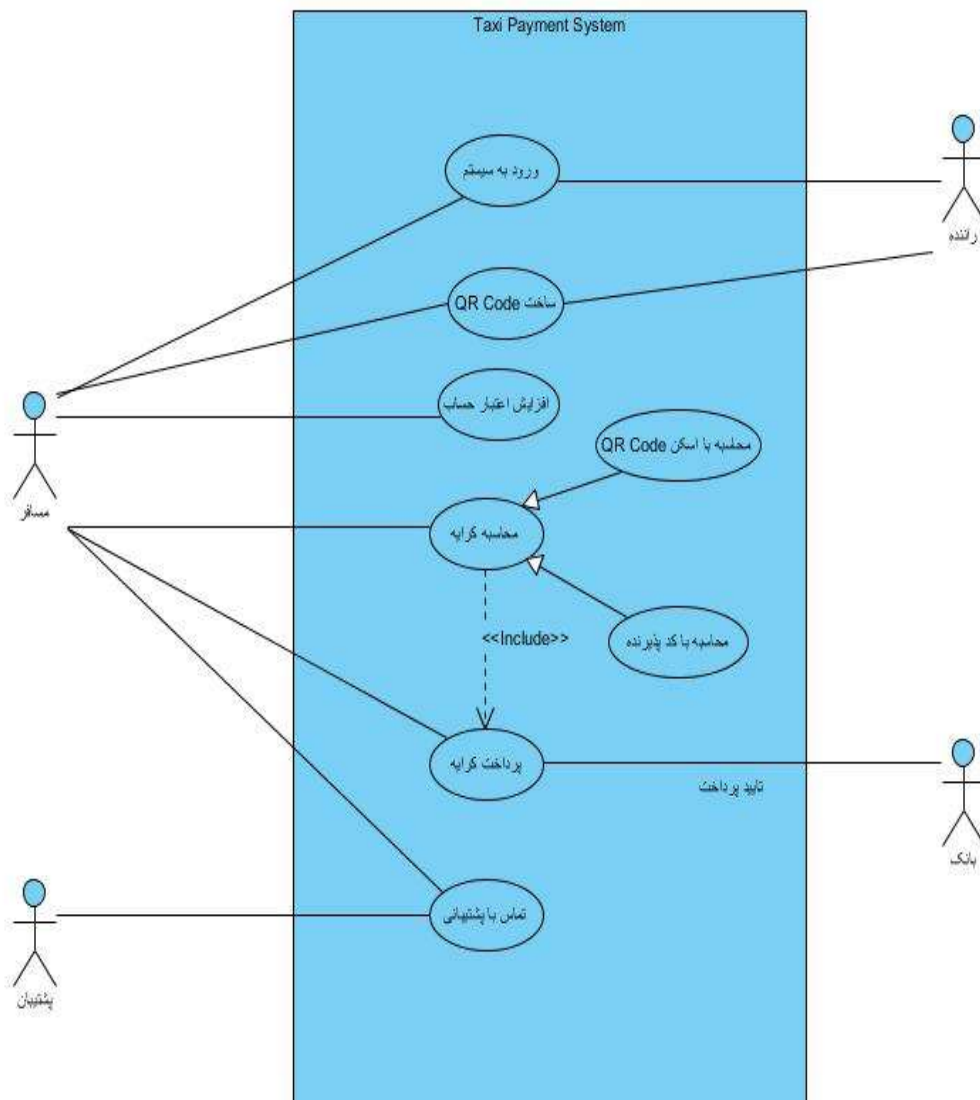 Taxi Payment System
ورود به سیستم
راننده
ساخت QR Code
افزایش اعتبار حساب
مسافر
محاسبه با اسکن QR Code
محاسبه کرایه
<<Include>>
محاسبه با کد پذیرنده
پرداخت کرایه
تایید پرداخت
بانک
تماس با پشتیبانی
پشتیبان